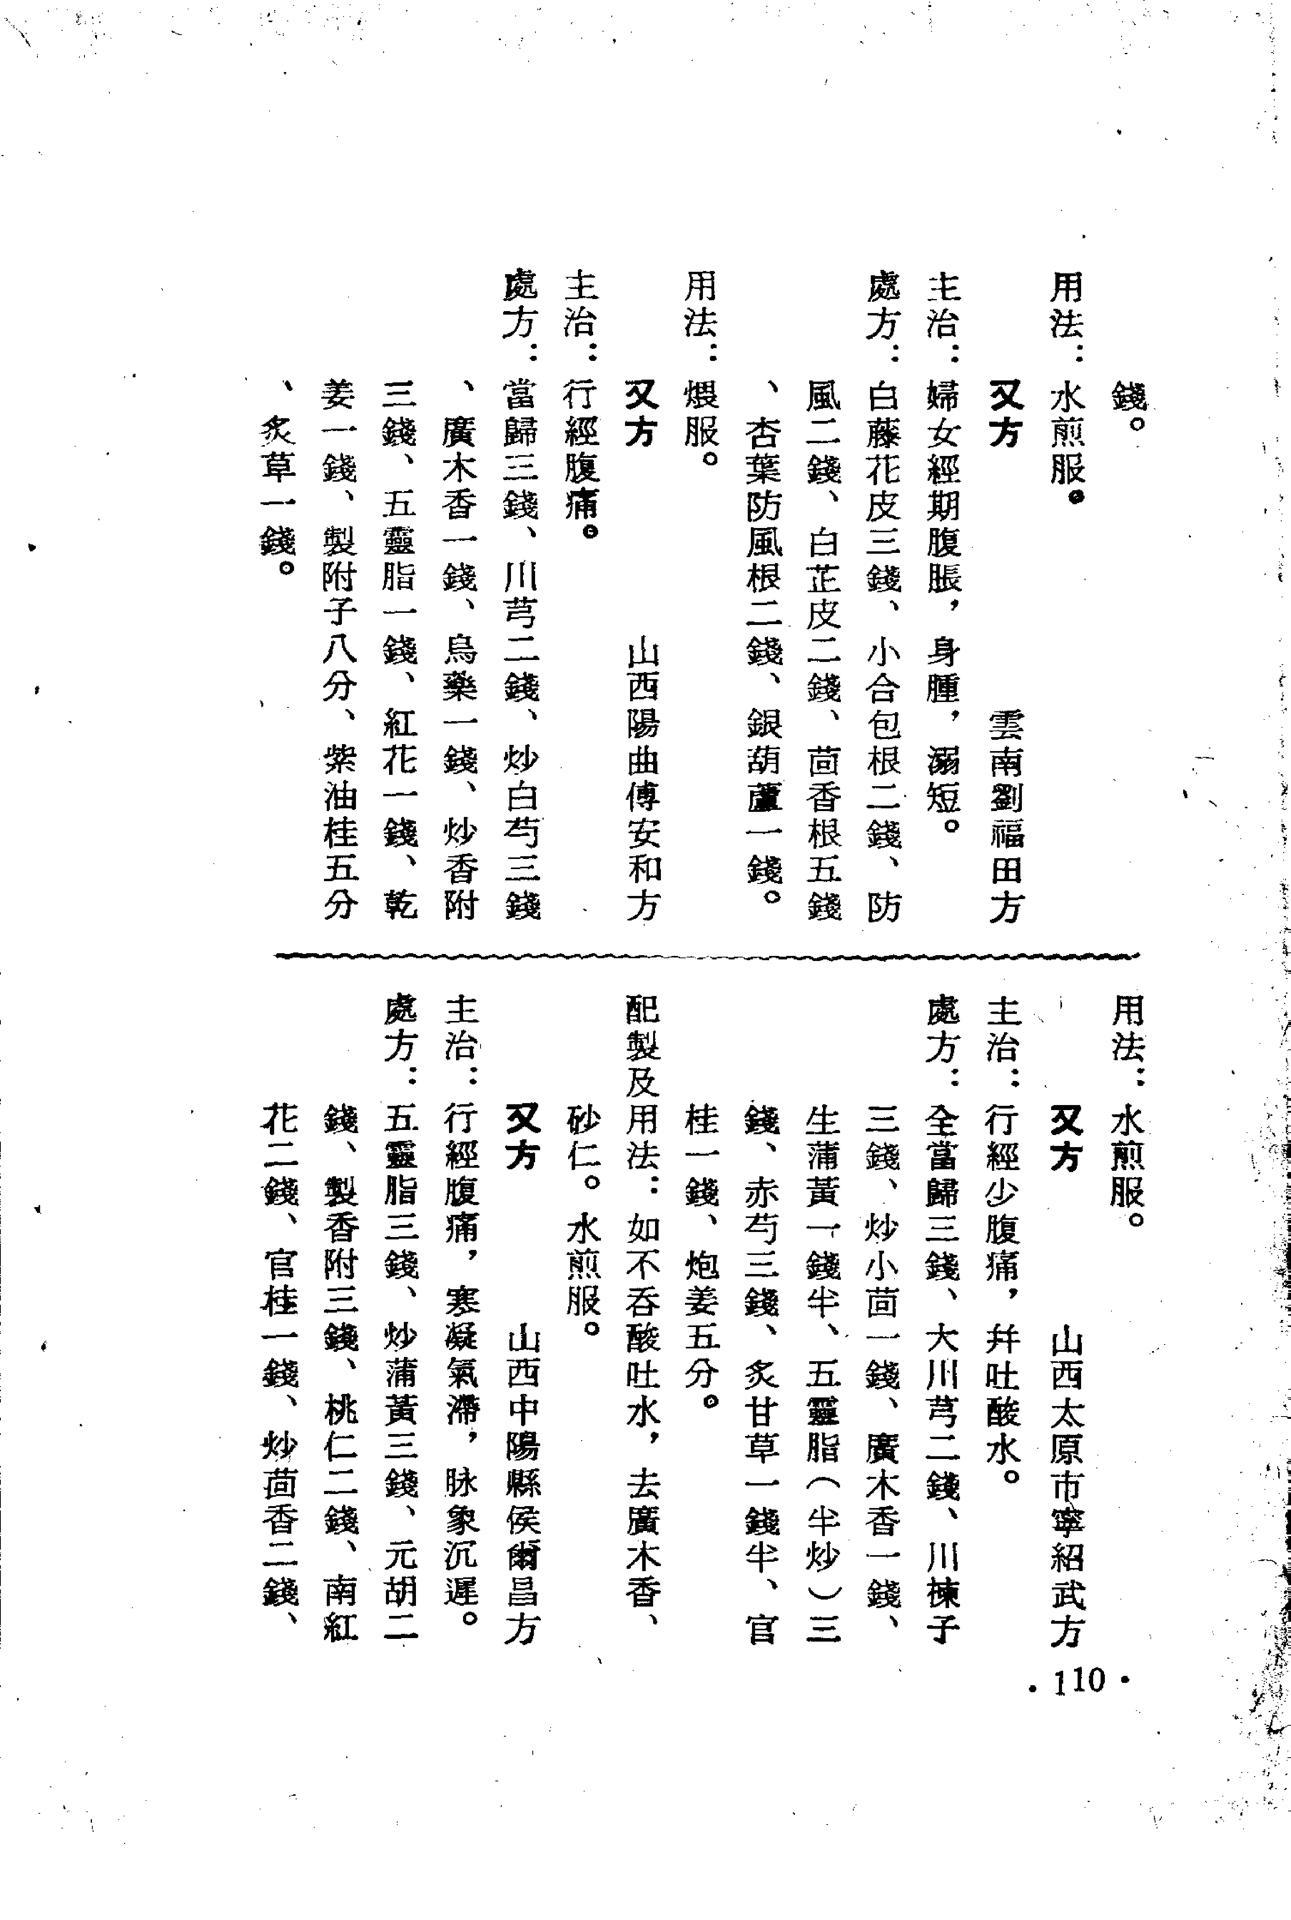 錢。
用法：水煎服。
又方　雲南劉福田方
主治：婦女經期腹脹，身腫，溺短。
處方：白藤花皮三錢、小合包根二錢、防
風二錢、白芷皮二錢、茴香根五錢
、杏葉防風根二錢、銀葫蘆一錢。
用法：煨服。
又方　山西陽曲傅安和方
主治：行經腹痛。
處方：當歸三錢、川芎二錢、炒白芍三錢
、廣木香一錢、烏藥一錢、炒香附
三錢、五靈脂一錢、紅花一錢、乾
姜一錢、製附子八分、紫油桂五分
、炙草一錢。
用法：水煎服。
又方　山西太原市寧紹武方
主治：行經少腹痛，幷吐酸水。
處方：全當歸三錢、大川芎二錢、川楝子
三錢、炒小茴一錢、廣木香一錢、
生蒲黃一錢半、五靈脂（半炒）三
錢、赤芍三錢、炙甘草一錢半、官
桂一錢、炮姜五分。
配製及用法：如不吞酸吐水，去廣木香、
砂仁。水煎服。
又方　山西中陽縣侯爾昌方
主治：行經腹痛，寒凝氣滯，脉象沉遲。
處方：五靈脂三錢、炒蒲黃三錢、元胡二
錢、製香附三錢、桃仁二錢、南紅
花二錢、官桂一錢、炒茴香二錢、
·110·